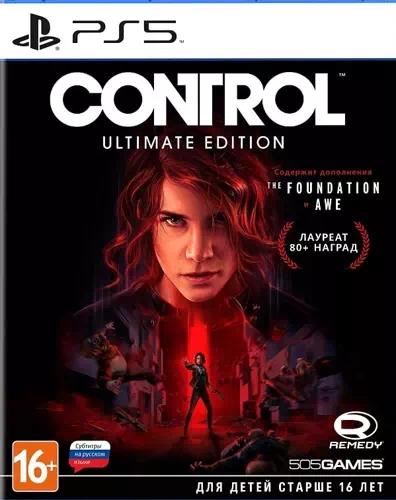 PS5
CONTROL™
ULTIMATE EDITION
Содержит дополнения
THE FOUNDATION
и AWE
ЛАУРЕАТ
80+ НАГРАД
Субтитры
на русском
языке
16+
REMEDY
505GAMES
ДЛЯ ДЕТЕЙ СТАРШЕ 16 ЛЕТ